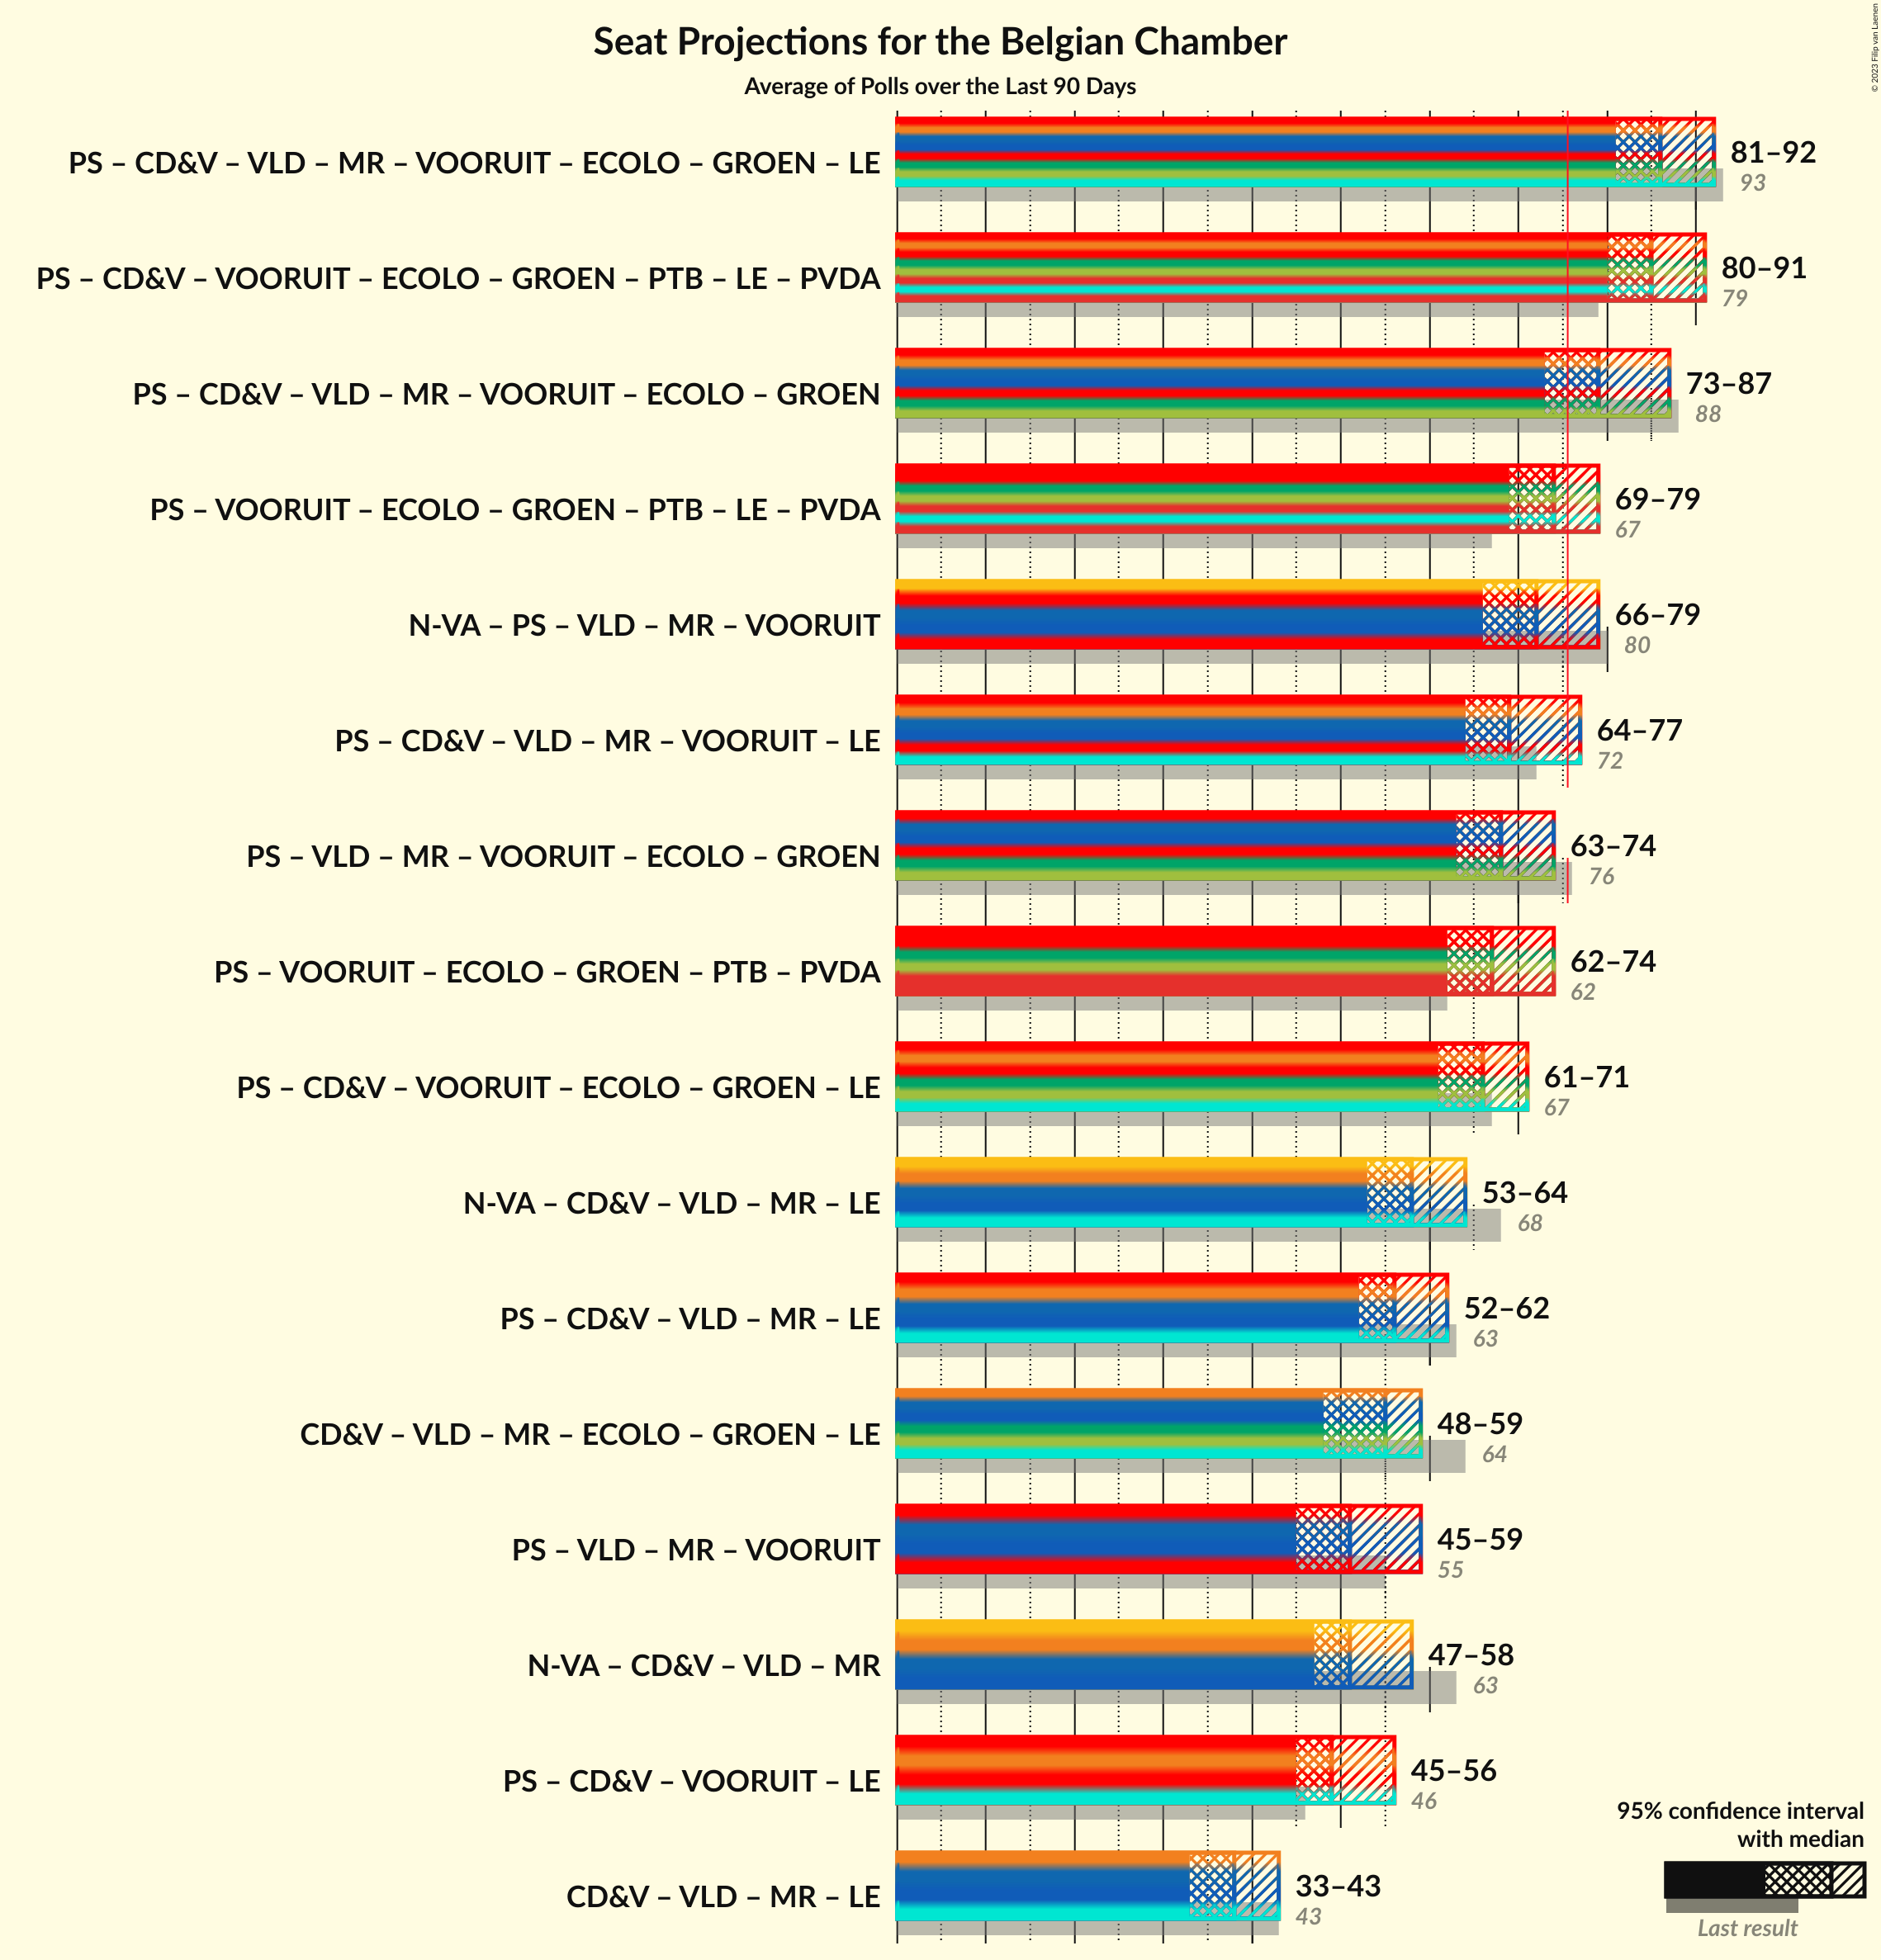 Seat Projections for the Belgian Chamber
Average of Polls over the Last 90 Days
© 2023 Filip van Laenen
PS – CD&V – VLD – MR – VOORUIT – ECOLO – GROEN – LE
81–92
93
PS – CD&V – VOORUIT – ECOLO – GROEN – PTB – LE – PVDA
80–91
79
PS – CD&V – VLD – MR – VOORUIT – ECOLO – GROEN
73–87
88
PS – VOORUIT – ECOLO – GROEN – PTB – LE – PVDA
69–79
67
N-VA – PS – VLD – MR – VOORUIT
66–79
80
PS – CD&V – VLD – MR – VOORUIT – LE
64–77
72
PS – VLD – MR – VOORUIT – ECOLO – GROEN
63–74
76
PS – VOORUIT – ECOLO – GROEN – PTB – PVDA
62–74
62
PS – CD&V – VOORUIT – ECOLO – GROEN – LE
61–71
67
N-VA – CD&V – VLD – MR – LE
53–64
68
PS – CD&V – VLD – MR – LE
52–62
63
CD&V – VLD – MR – ECOLO – GROEN – LE
48–59
64
PS – VLD – MR – VOORUIT
45–59
55
N-VA – CD&V – VLD – MR
47–58
63
PS – CD&V – VOORUIT – LE
45–56
46
CD&V – VLD – MR – LE
33–43
43
95% confidence interval
with median
Last result